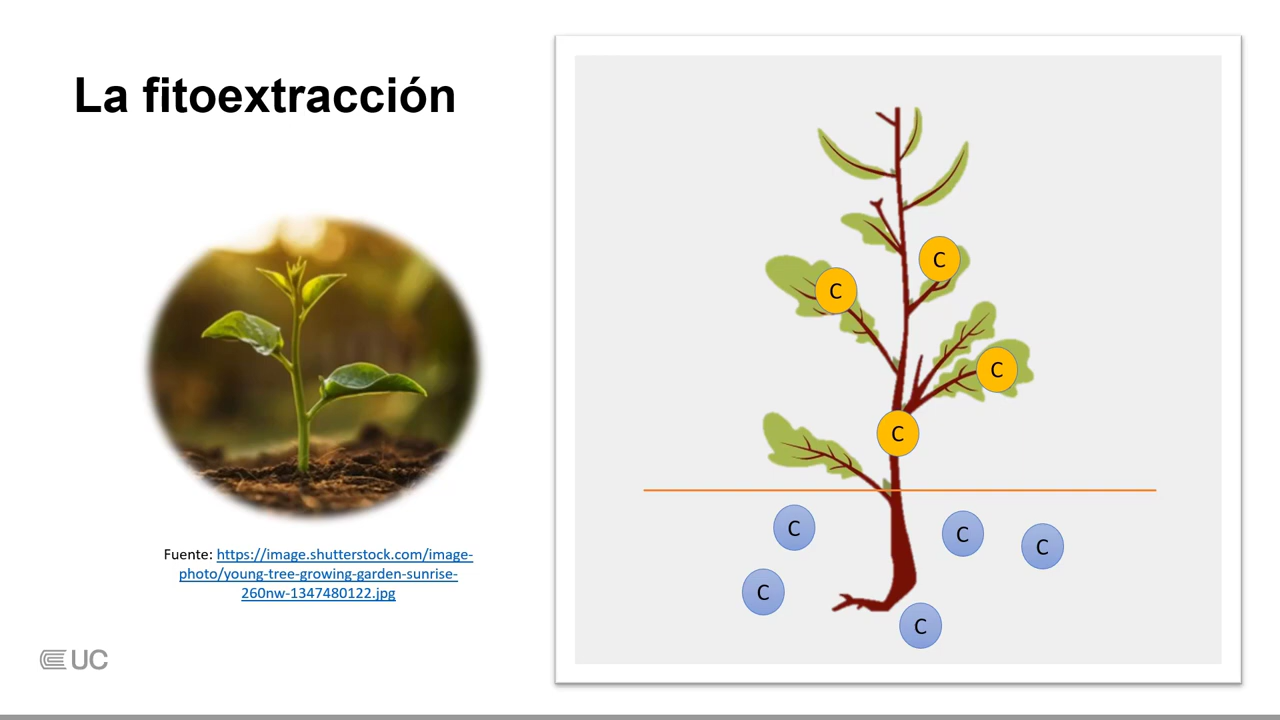 La fitoextracción
C
C
C
C
C
C
C
C
C
Fuente: https://image.shutterstock.com/image-
photo/young-tree-growing-garden-sunrise-
260nw-1347480122.jpg
UC